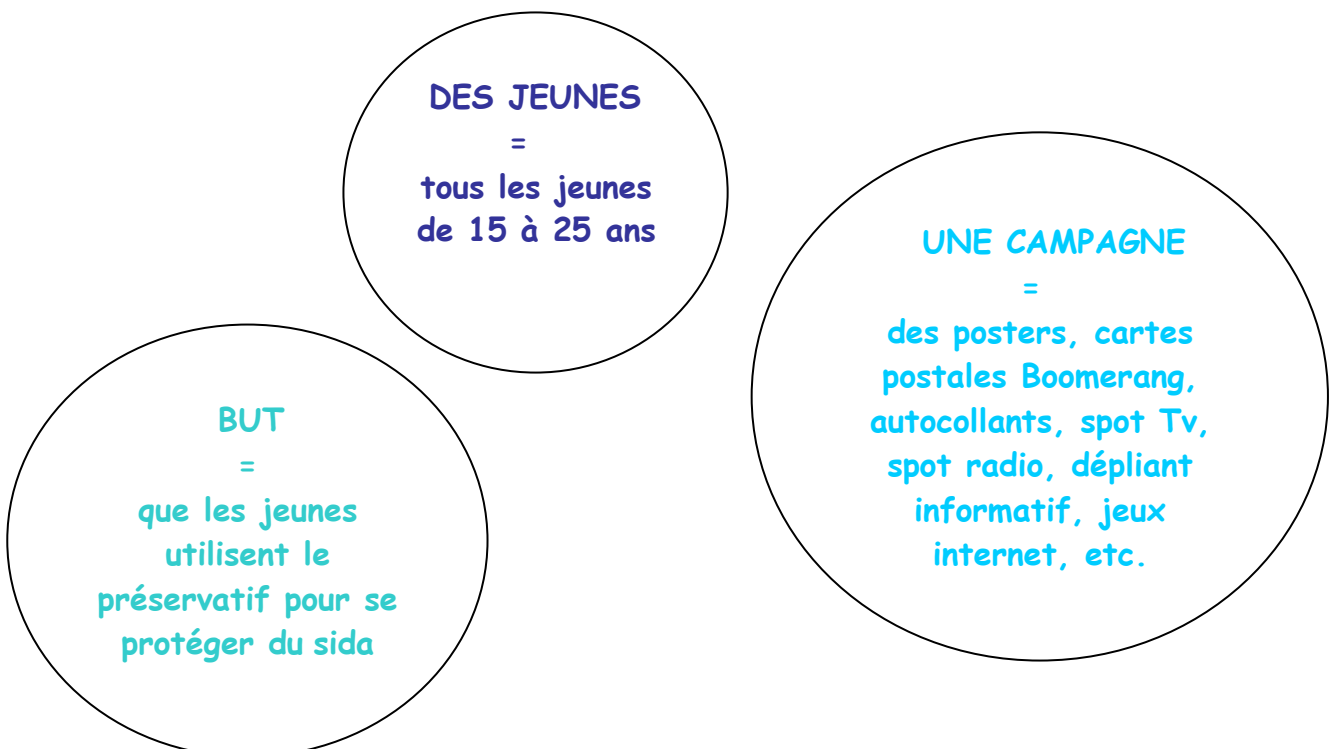 DES JEUNES
=
tous les jeunes
de 15 à 25 ans
UNE CAMPAGNE
=
des posters, cartes
postales Boomerang,
autocollants, spot Tv,
spot radio, dépliant
informatif, jeux
internet, etc.
BUT
=
que les jeunes
utilisent le
préservatif pour se
protéger du sida